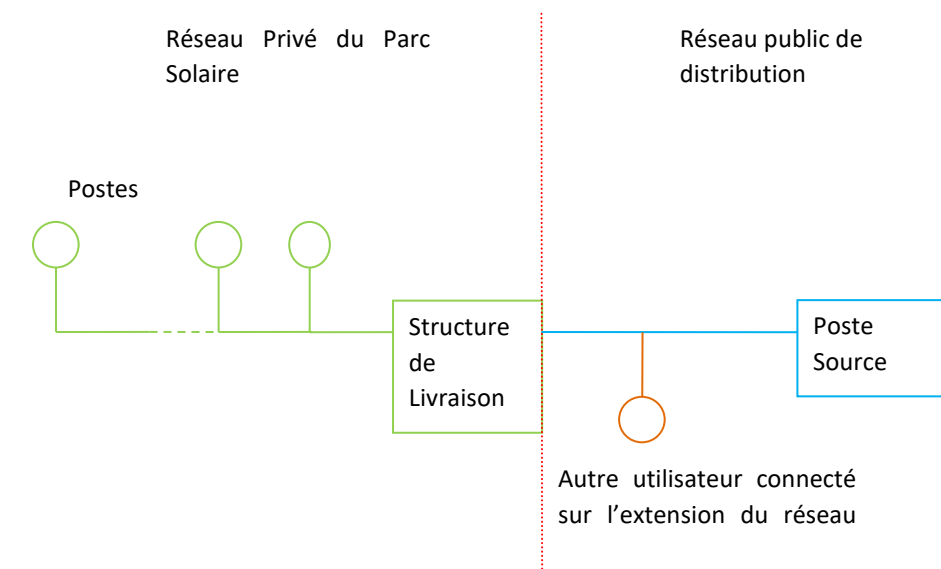 Réseau Privé du Parc
Solaire
Réseau public de
distribution
Postes
Structure
de
Livraison
Poste
Source
Autre utilisateur connecté
sur l'extension du réseau